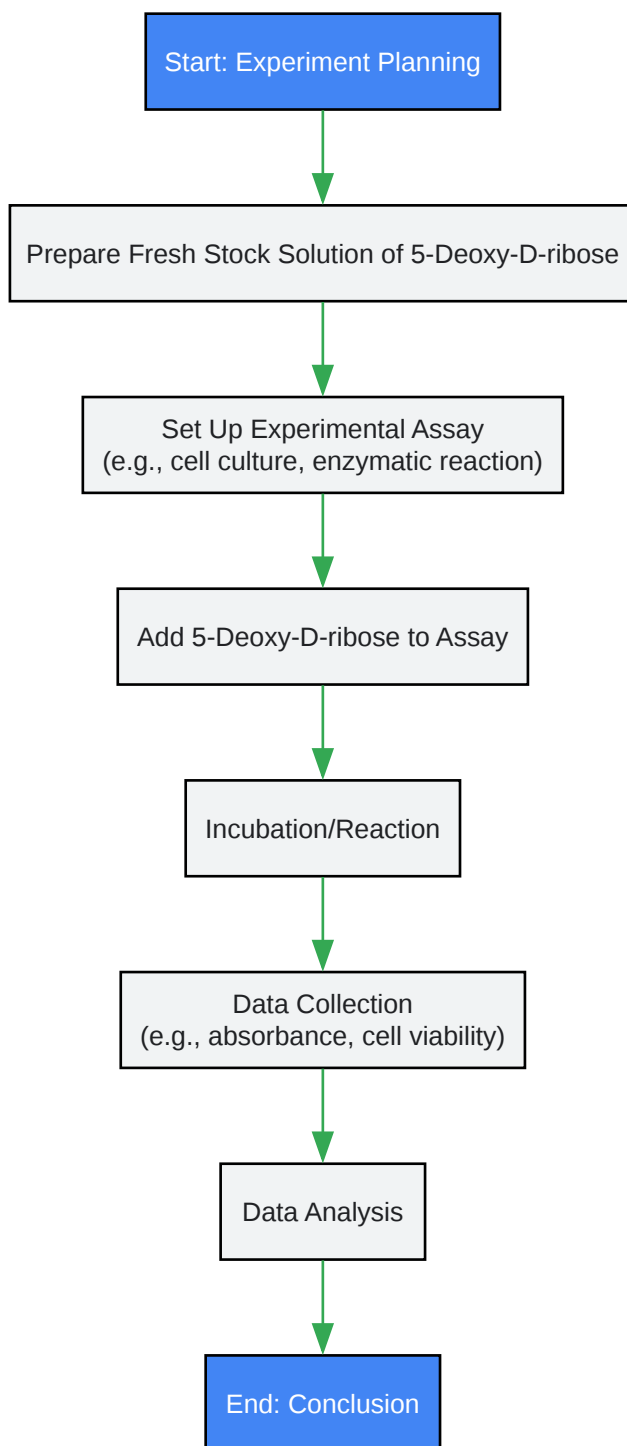 Start: Experiment Planning
Prepare Fresh Stock Solution of 5-Deoxy-D-ribose
Set Up Experimental Assay
(e.g., cell culture, enzymatic reaction)
Add 5-Deoxy-D-ribose to Assay
Incubation/Reaction
Data Collection
(e.g., absorbance, cell viability)
Data Analysis
End: Conclusion